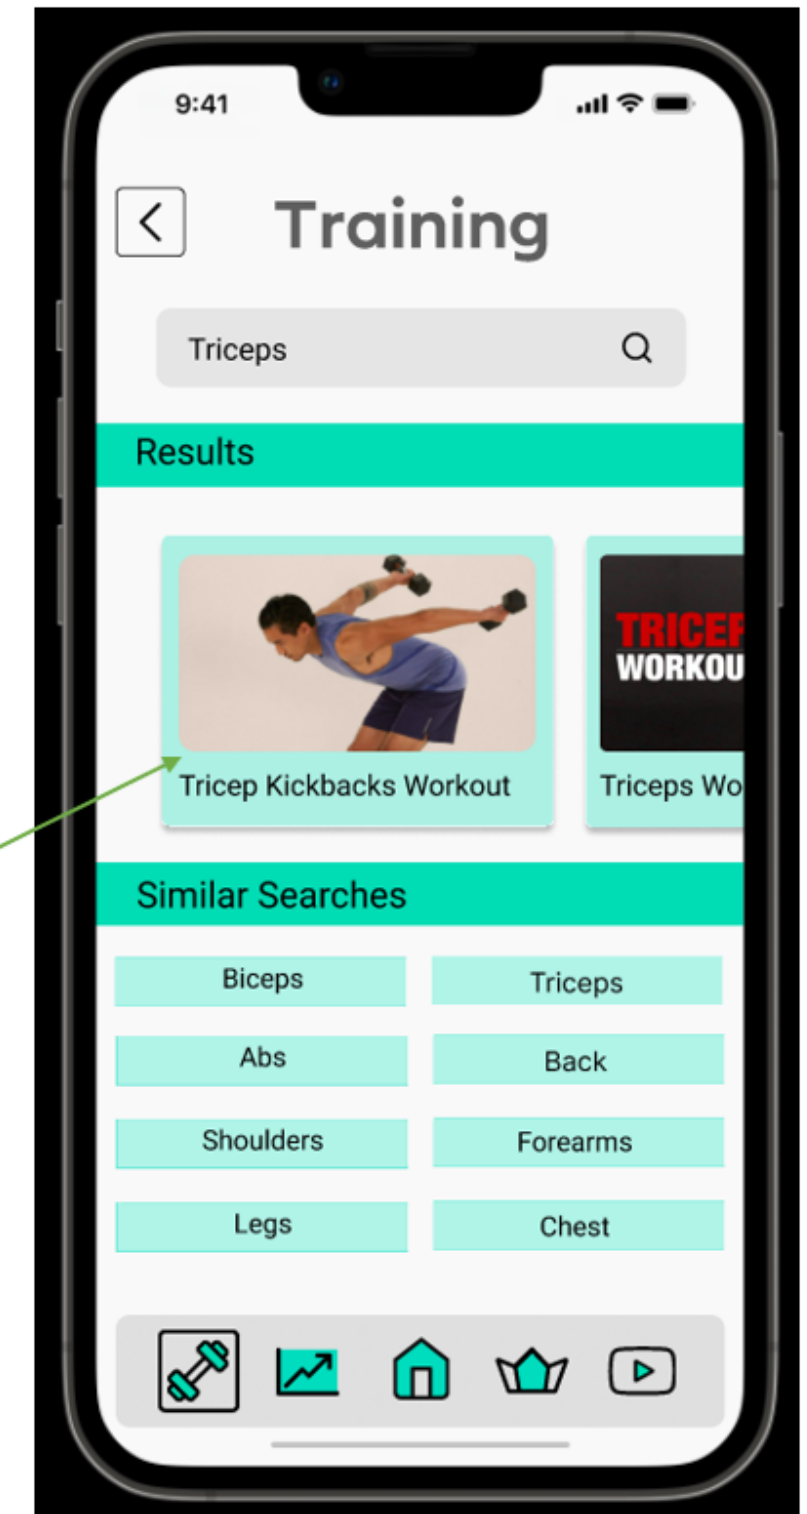 9:41
Training
Triceps
Results
TRICEP
WORKOU
Tricep Kickbacks Workout
Triceps Wo
Similar Searches
Biceps
Triceps
Abs
Back
Shoulders
Forearms
Legs
Chest